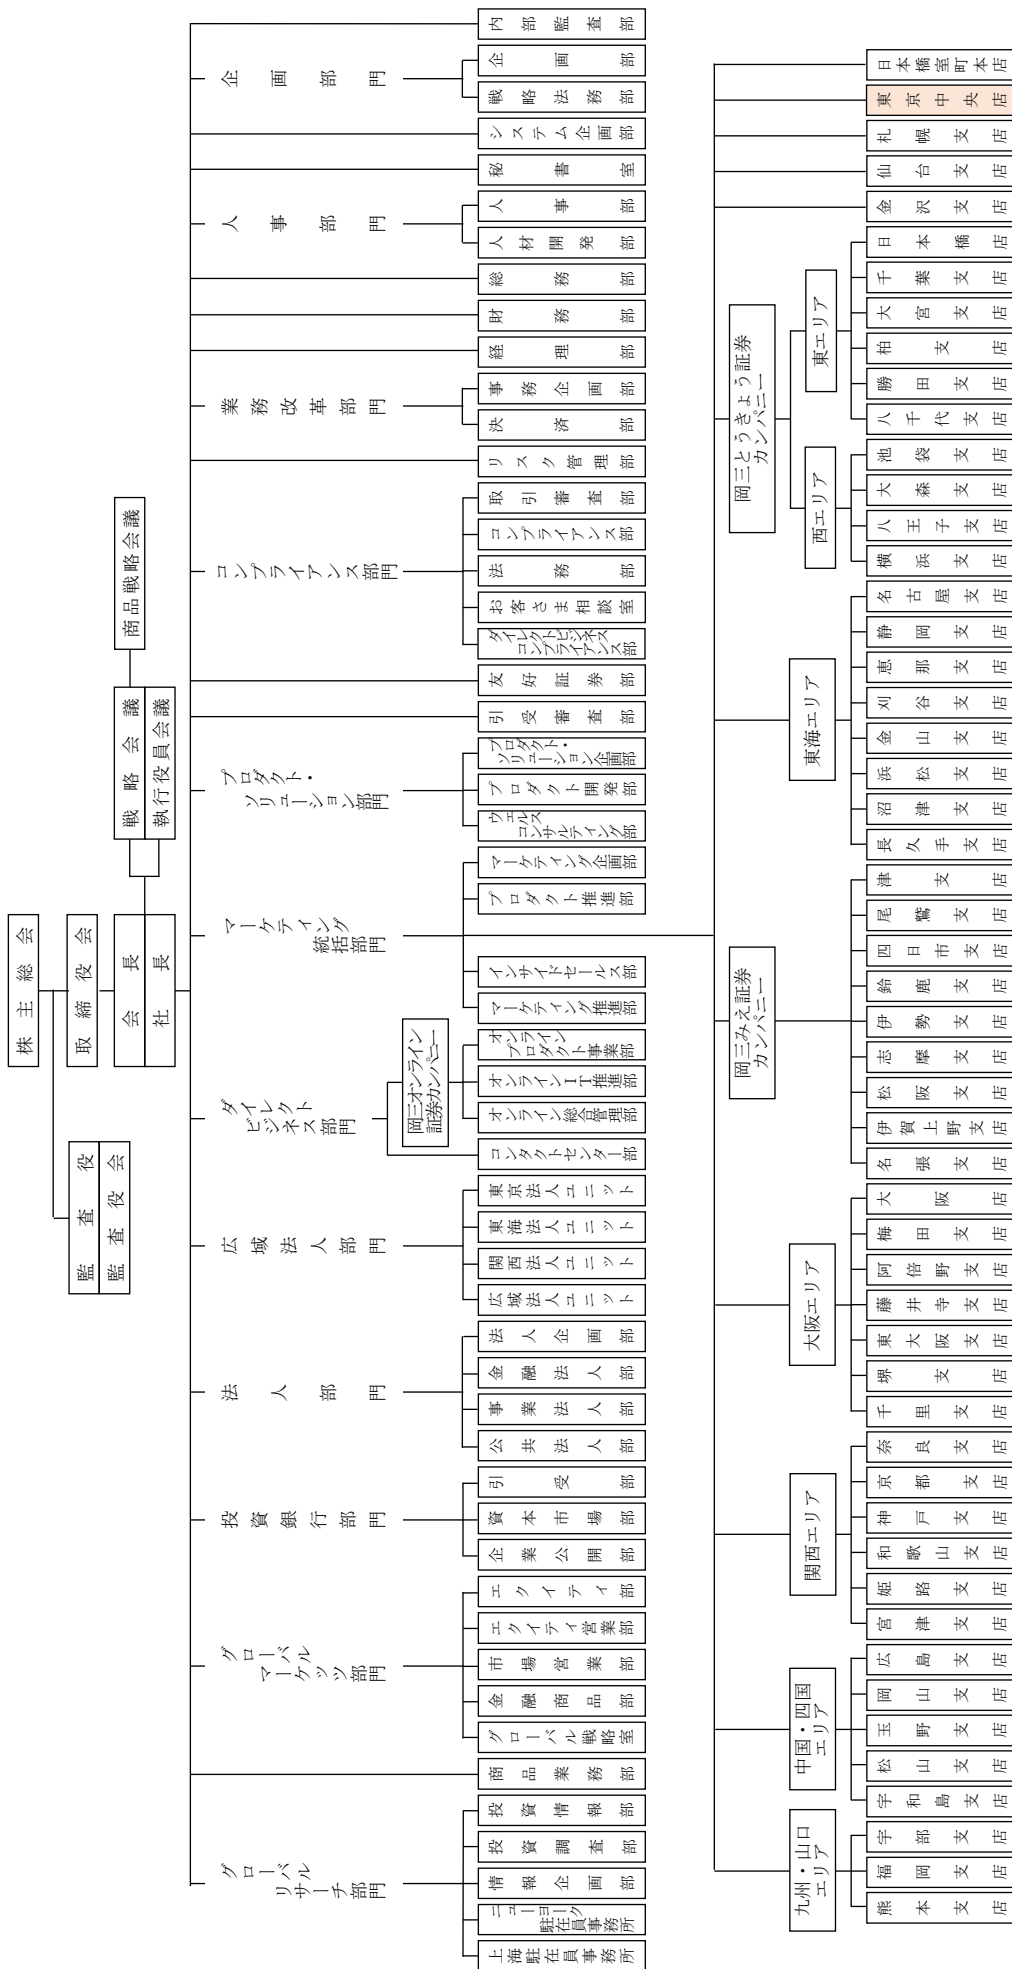 株主総会
取締役会
監査役
監査役会
会長
社長
戦略会議
執行役員会議
商品戦略会議
内部監査部
企画部門
企画部
戦略法務部
システム企画部
秘書室
人事部門
人事部
人材開発部
総務部
財務部
経理部
業務改革部門
事務企画部
決済部
リスク管理部
コンプライアンス部門
取引審査部
コンプライアンス部
法務部
お客さま相談室
ダイレクトビジネス
コンプライアンス部
友好証券部
引受審査部
プロダクト・
ソリューション部門
プロダクト・
ソリューション企画部
プロダクト開発部
ウェルス
コンサルティング部
マーケティング
統括部門
マーケティング企画部
プロダクト推進部
インサイドセールス部
マーケティング推進部
ダイレクト
ビジネス部門
岡三オンライン
証券カンパニー
オンライン
プロダクト事業部
オンラインIT推進部
オンライン総合管理部
コンタクトセンター部
広域法人部門
東京法人ユニット
東海法人ユニット
関西法人ユニット
広域法人ユニット
法人部門
法人企画部
金融法人部
事業法人部
公共法人部
投資銀行部門
引受部
資本市場部
企業公開部
グローバル
マーケッツ部門
エクイティ部
エクイティ営業部
市場営業部
金融商品部
グローバル戦略室
商品業務部
グローバル
リサーチ部門
投資情報部
投資調査部
情報企画部
ニューヨーク
駐在員事務所
上海駐在員事務所
日本橋室町本店
東京中央店
札幌支店
仙台支店
金沢支店
岡三とうきょう証券
カンパニー
東エリア
日本橋店
千葉支店
大宮支店
柏支店
勝田支店
八千代支店
西エリア
池袋支店
大森支店
八王子支店
横浜支店
東海エリア
名古屋支店
静岡支店
恵那支店
刈谷支店
金山支店
浜松支店
沼津支店
長久手支店
岡三みえ証券
カンパニー
津支店
尾鷲支店
四日市支店
鈴鹿支店
伊勢支店
志摩支店
松阪支店
伊賀上野支店
名張支店
大阪エリア
大阪店
梅田支店
阿倍野支店
藤井寺支店
東大阪支店
堺支店
千里支店
関西エリア
奈良支店
京都支店
神戸支店
和歌山支店
姫路支店
宮津支店
中国・四国
エリア
広島支店
岡山支店
玉野支店
松山支店
宇和島支店
九州・山口
エリア
宇部支店
福岡支店
熊本支店